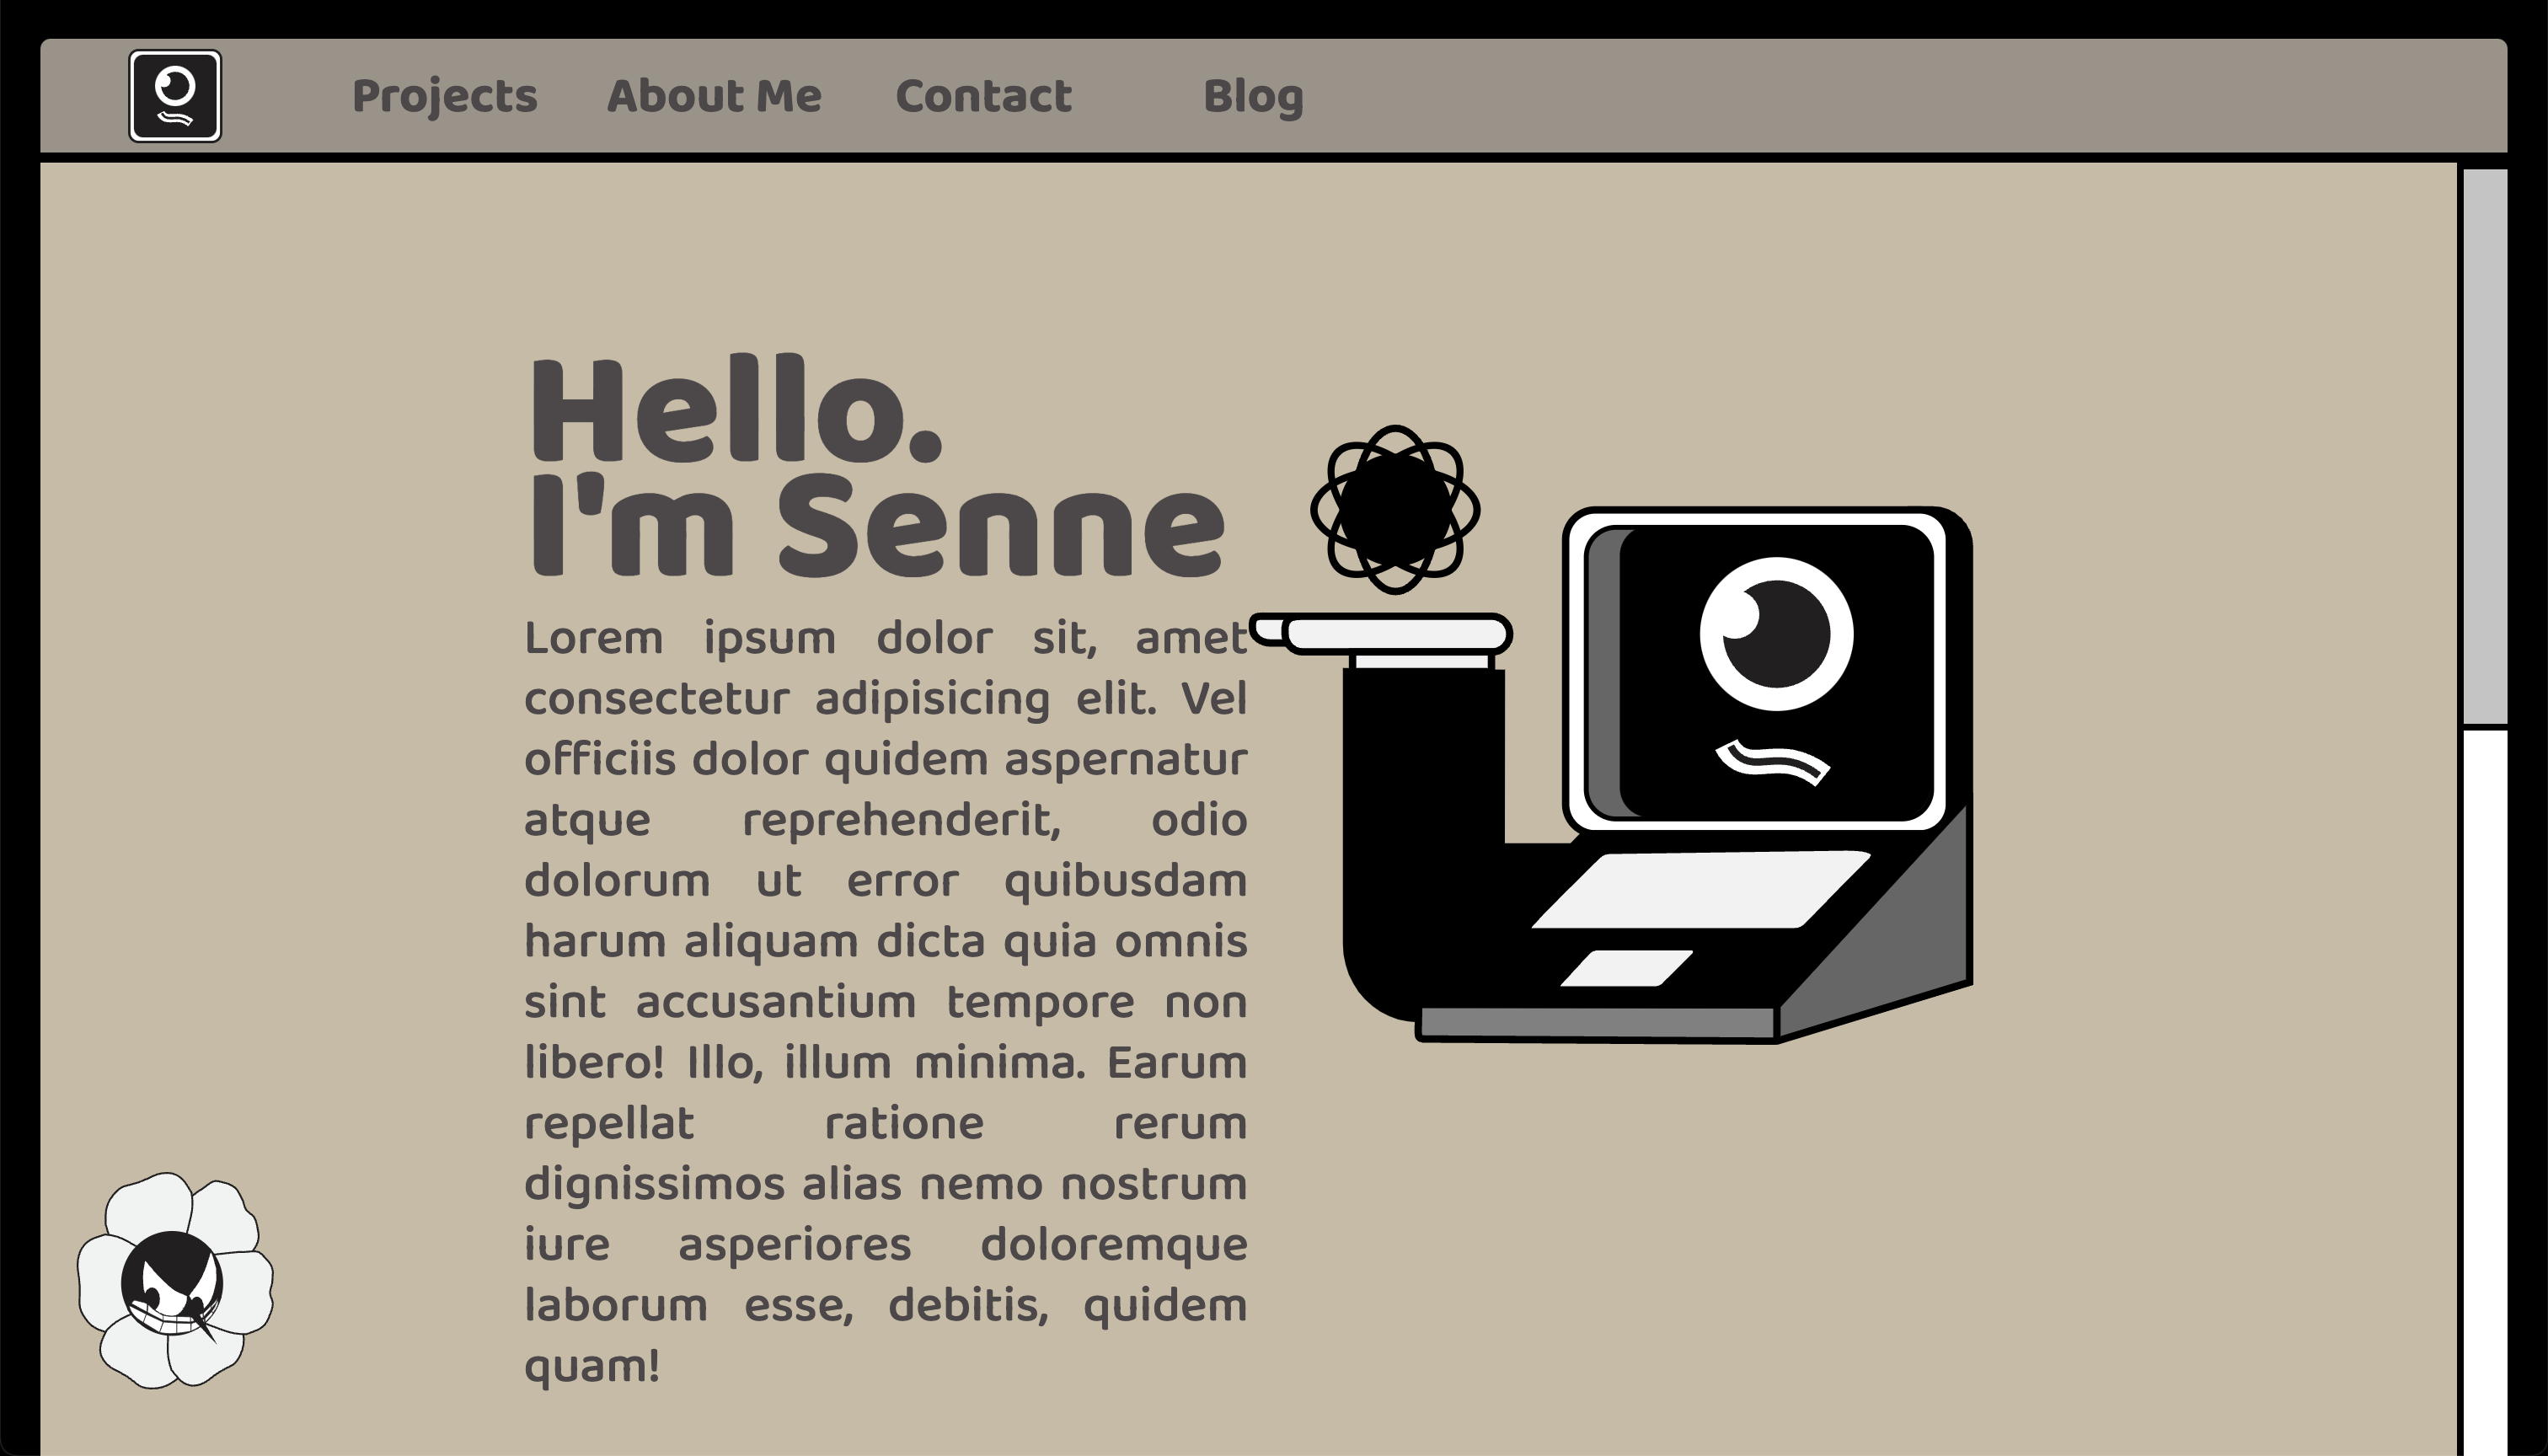 Projects About Me Contact Blog
Hello.
I'm Senne
Lorem ipsum dolor sit, amet
consectetur adipisicing elit. Vel
officiis dolor quidem aspernatur
atque reprehenderit, odio
dolorum ut error quibusdam
harum aliquam dicta quia omnis
sint accusantium tempore non
libero! Illo, illum minima. Earum
repellat ratione rerum
dignissimos alias nemo nostrum
iure asperiores doloremque
laborum esse, debitis, quidem
quam!